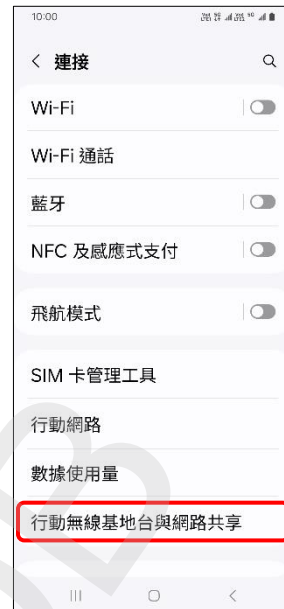 10:00
連接
Wi-Fi
Wi-Fi 通話
藍牙
NFC 及感應式支付
飛航模式
SIM 卡管理工具
行動網路
數據使用量
行動無線基地台與網路共享